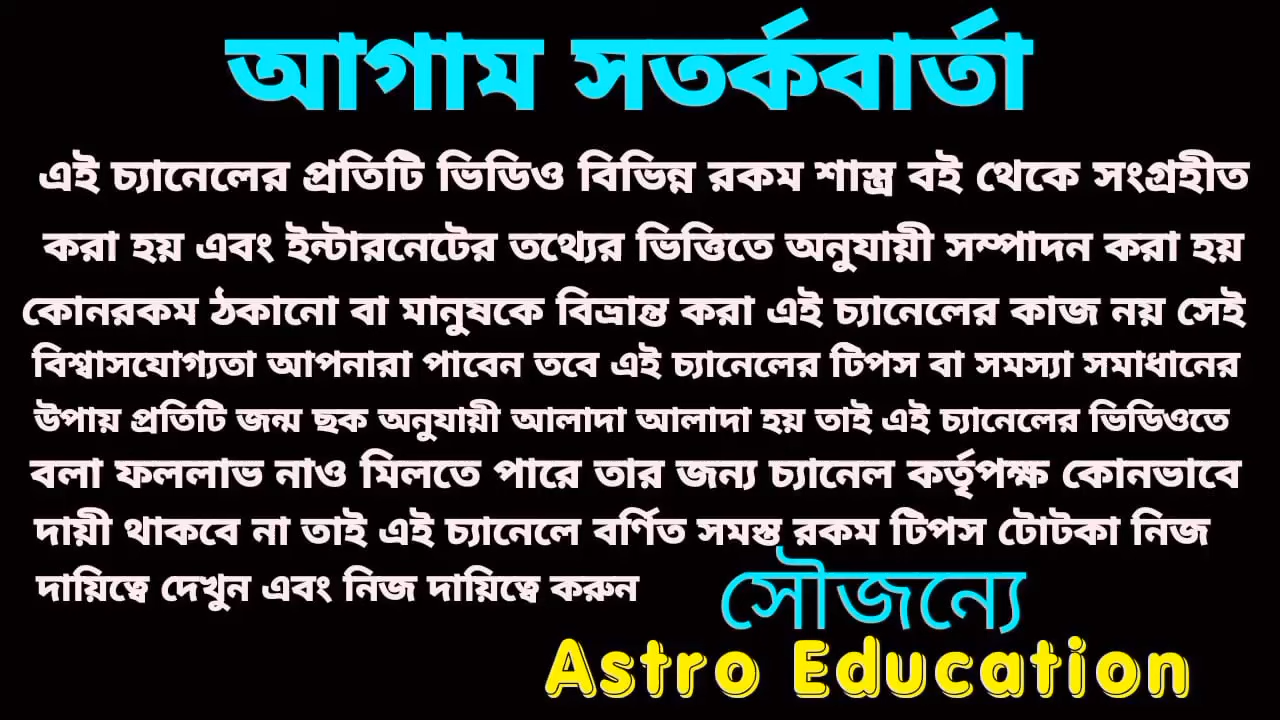 আগাম সতর্কবার্তা
এই চ্যানেলের প্রতিটি ভিডিও বিভিন্ন রকম শাস্ত্র বই থেকে সংগ্রহীত
করা হয় এবং ইন্টারনেটের তথ্যের ভিত্তিতে অনুযায়ী সম্পাদন করা হয়
কোনরকম ঠকানো বা মানুষকে বিভ্রান্ত করা এই চ্যানেলের কাজ নয় সেই
বিশ্বাসযোগ্যতা আপনারা পাবেন তবে এই চ্যানেলের টিপস বা সমস্যা সমাধানের
উপায় প্রতিটি জন্ম ছক অনুযায়ী আলাদা আলাদা হয় তাই এই চ্যানেলের ভিডিওতে
বলা ফললাভ নাও মিলতে পারে তার জন্য চ্যানেল কর্তৃপক্ষ কোনভাবে
দায়ী থাকবে না তাই এই চ্যানেলে বর্ণিত সমস্ত রকম টিপস টোটকা নিজ
দায়িত্বে দেখুন এবং নিজ দায়িত্বে করুন
সৌজন্যে
Astro Education